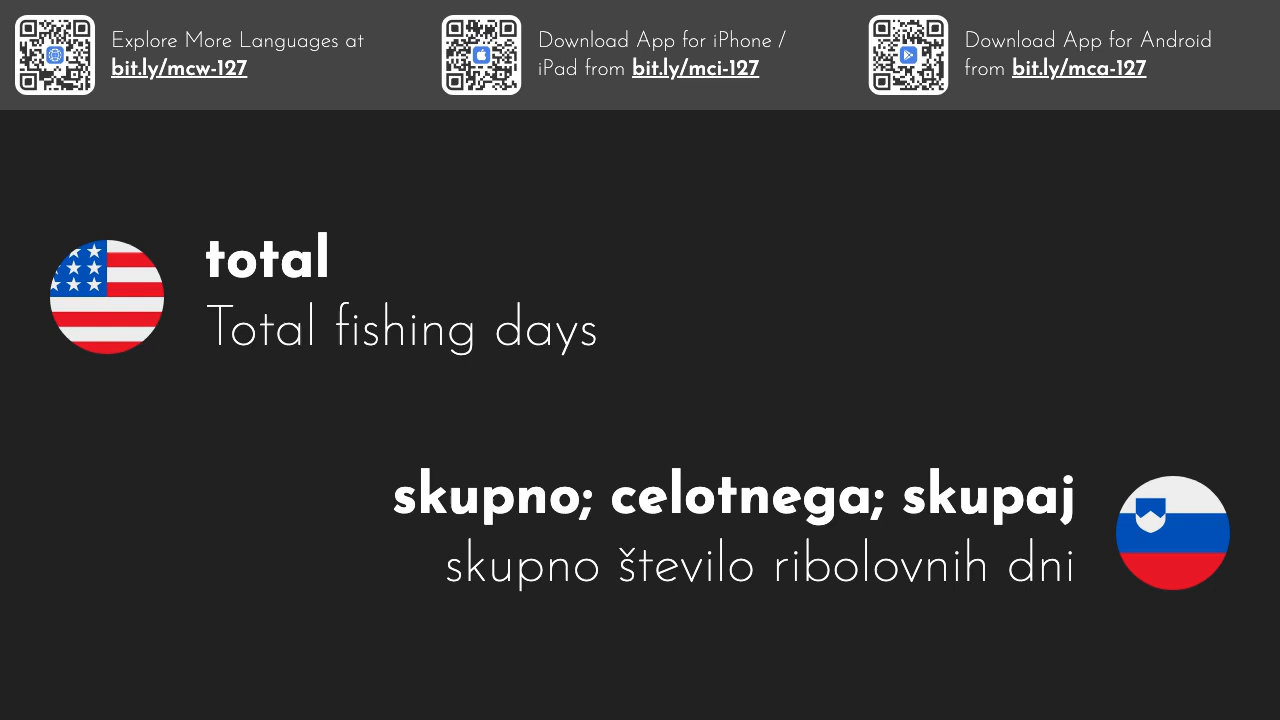 Explore More Languages at
bit.ly/mcw-127
Download App for iPhone /
iPad from bit.ly/mci-127
Download App for Android
from bit.ly/mca-127
total
Total fishing days
skupno; celotnega; skupaj
skupno število ribolovnih dni